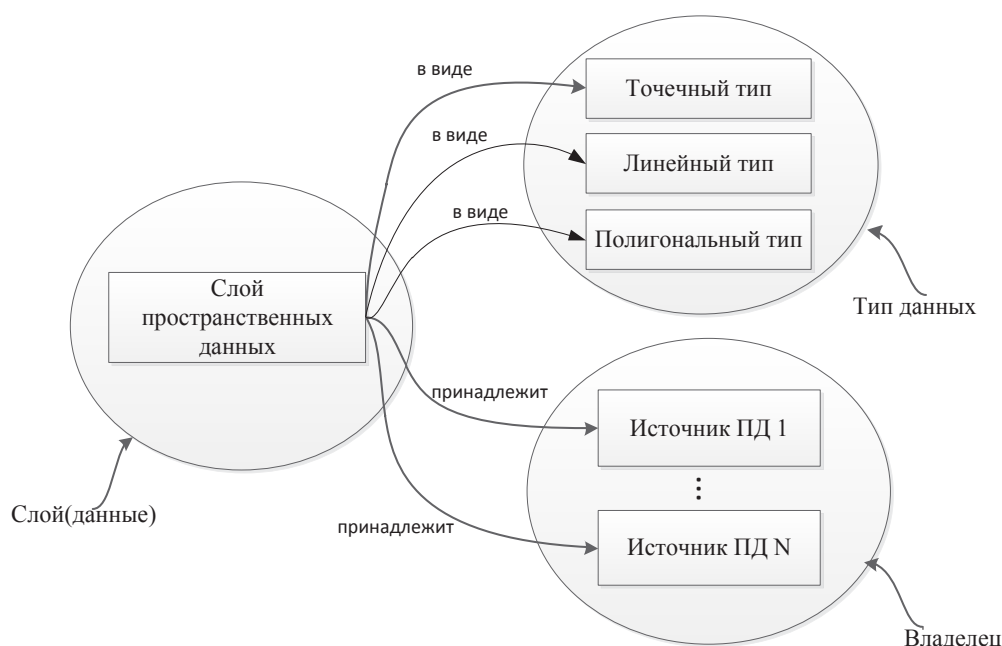 в виде
Точечный тип
в виде
Линейный тип
в виде
Полигональный тип
Слой
пространственных
данных
Тип данных
принадлежит
Источник ПД 1
Слой(данные)
принадлежит
Источник ПД N
Владелец